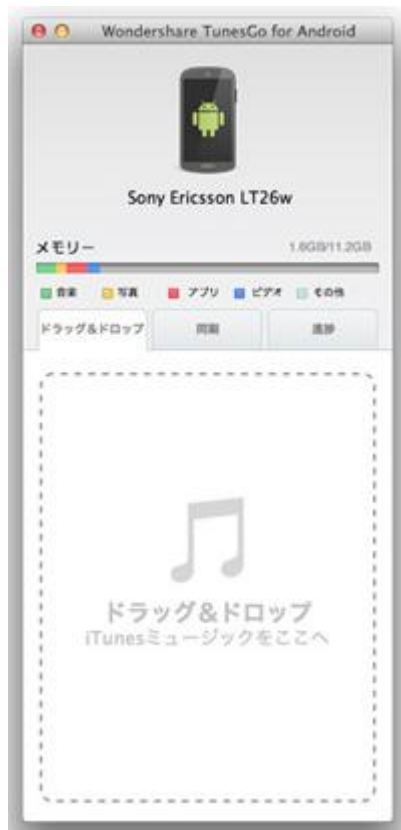 Wondershare TunesGo for Android
Sony Ericsson LT26w
メモリー 1.6GB/11.2GB
音楽 写真 アプリ ビデオ その他
ドラッグ&ドロップ 同期 進捗
ドラッグ&ドロップ
iTunesミュージックをここへ